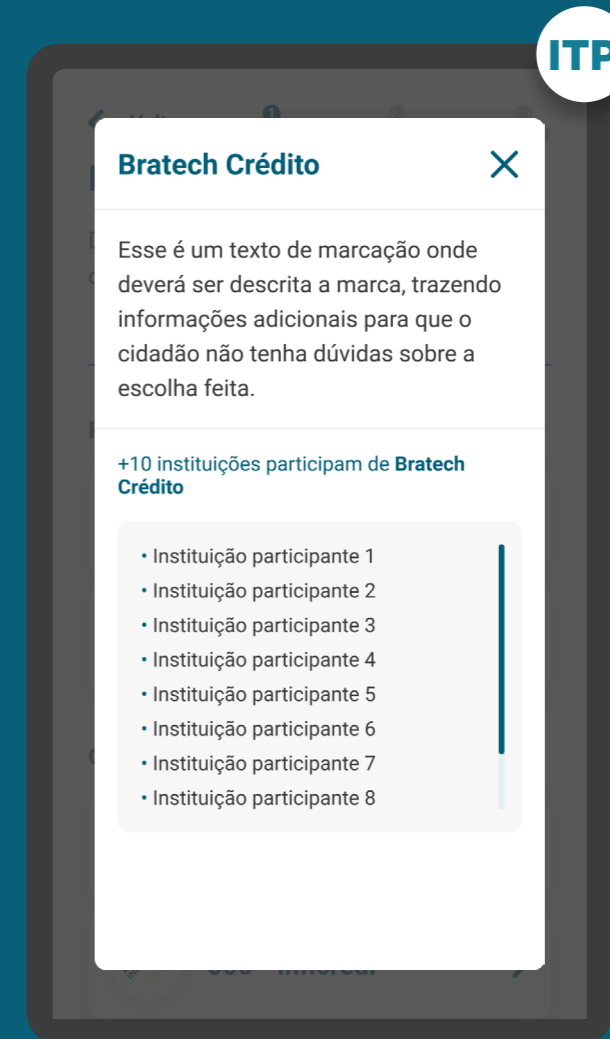 ITP
Bratech Crédito
Esse é um texto de marcação onde
deverá ser descrita a marca, trazendo
informações adicionais para que o
cidadão não tenha dúvidas sobre a
escolha feita.
+10 instituições participam de Bratech
Crédito
• Instituição participante 1
• Instituição participante 2
• Instituição participante 3
• Instituição participante 4
• Instituição participante 5
• Instituição participante 6
• Instituição participante 7
• Instituição participante 8